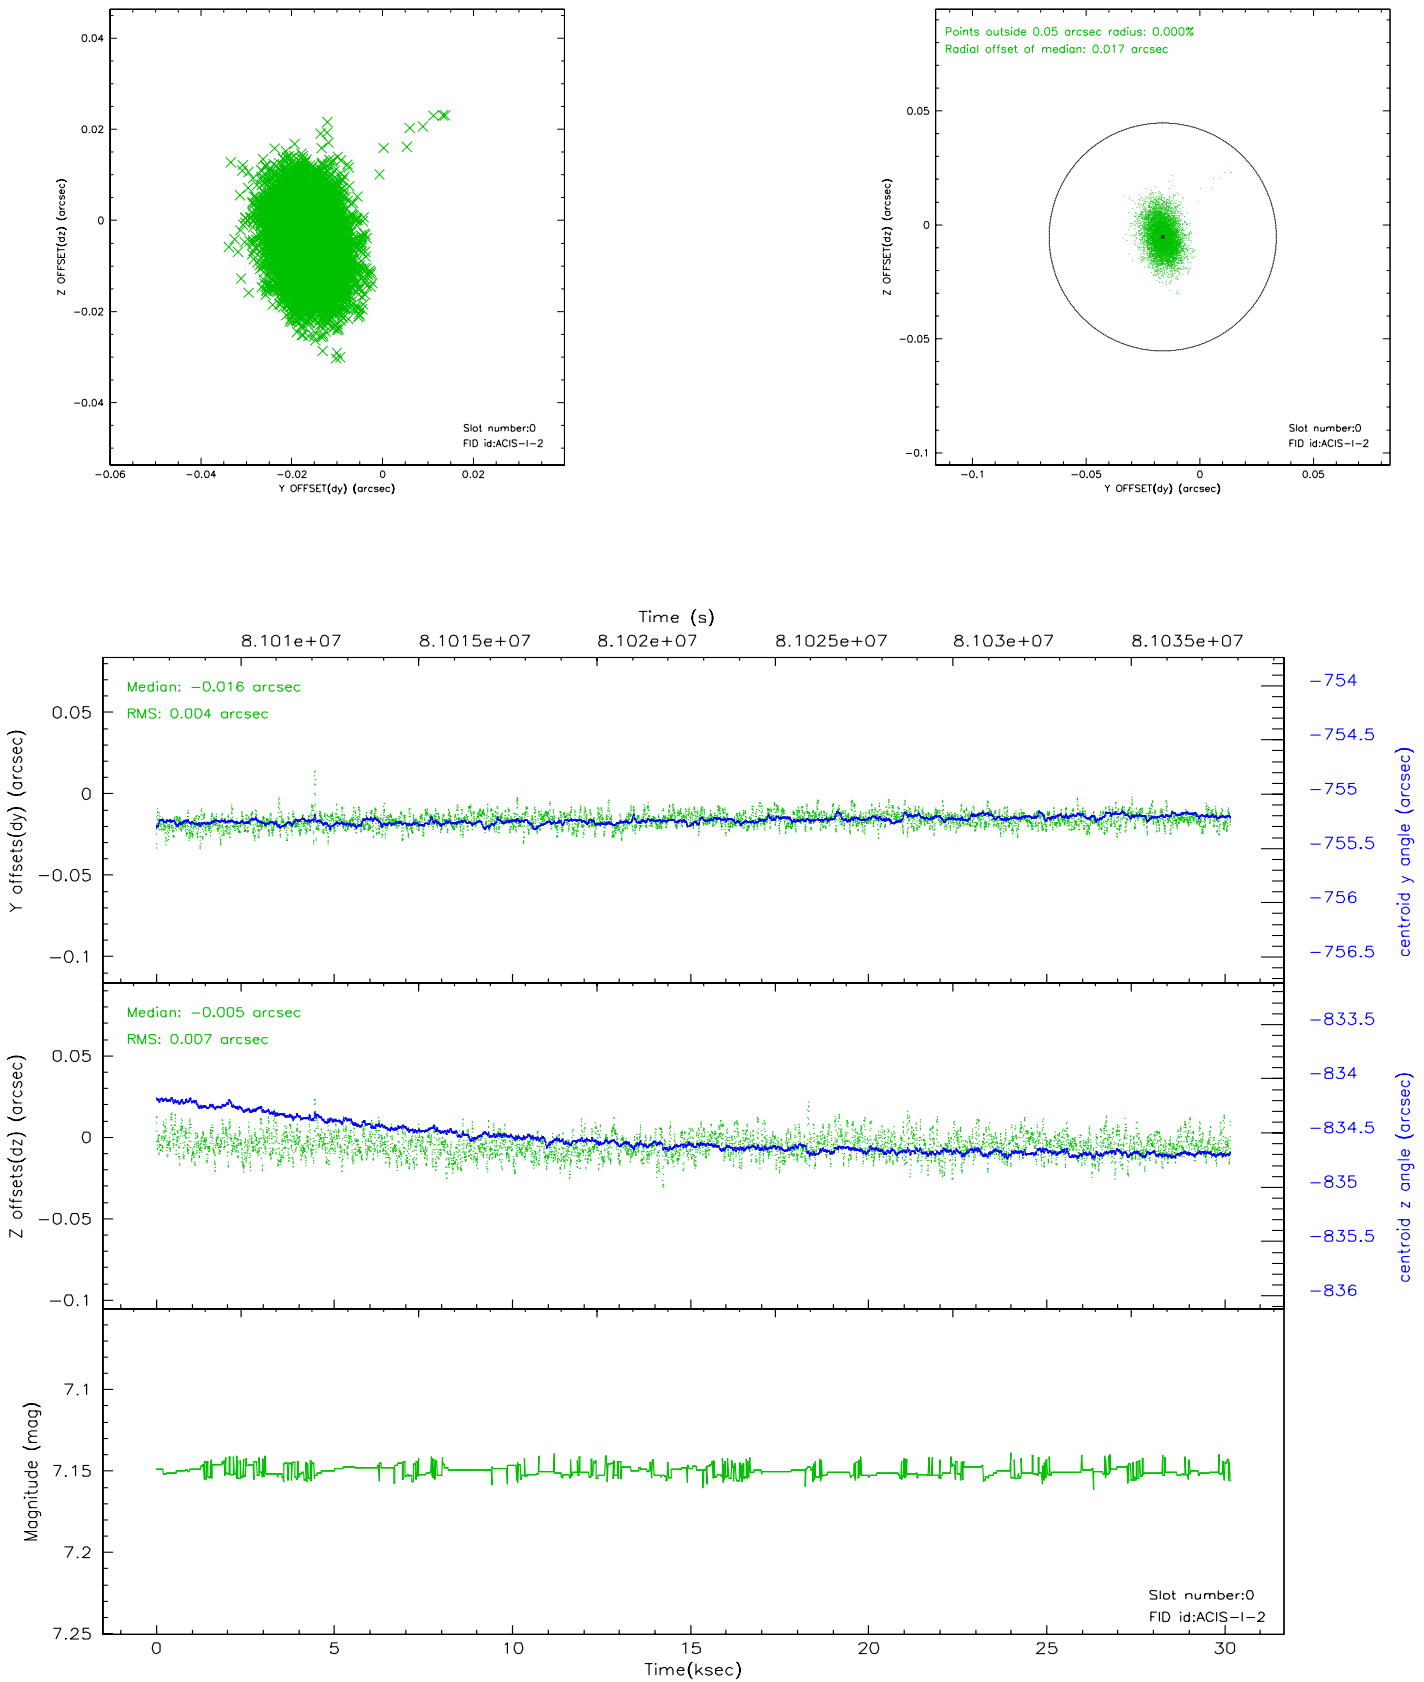 0.04
0.02
0
-0.02
-0.04
Z OFFSET(dz) (arcsec)
Slot number:0
FID id:ACIS-I-2
-0.06 -0.04 -0.02 0 0.02
Y OFFSET(dy) (arcsec)
Points outside 0.05 arcsec radius: 0.000%
Radial offset of median: 0.017 arcsec
0.05
0
-0.05
-0.1
Z OFFSET(dz) (arcsec)
Slot number:0
FID id:ACIS-I-2
-0.1 -0.05 0 0.05
Y OFFSET(dy) (arcsec)
Time (s)
8.101e+07 8.1015e+07 8.102e+07 8.1025e+07 8.103e+07 8.1035e+07
Median: -0.016 arcsec
RMS: 0.004 arcsec
0.05
0
-0.05
-0.1
Y offsets(dy) (arcsec)
-754
-754.5
-755
-755.5
-756
-756.5
centroid y angle (arcsec)
Median: -0.005 arcsec
RMS: 0.007 arcsec
0.05
0
-0.05
-0.1
Z offsets(dz) (arcsec)
-833.5
-834
-834.5
-835
-835.5
-836
centroid z angle (arcsec)
7.1
7.15
7.2
7.25
Magnitude (mag)
Slot number:0
FID id:ACIS-I-2
0 5 10 15 20 25 30
Time(ksec)